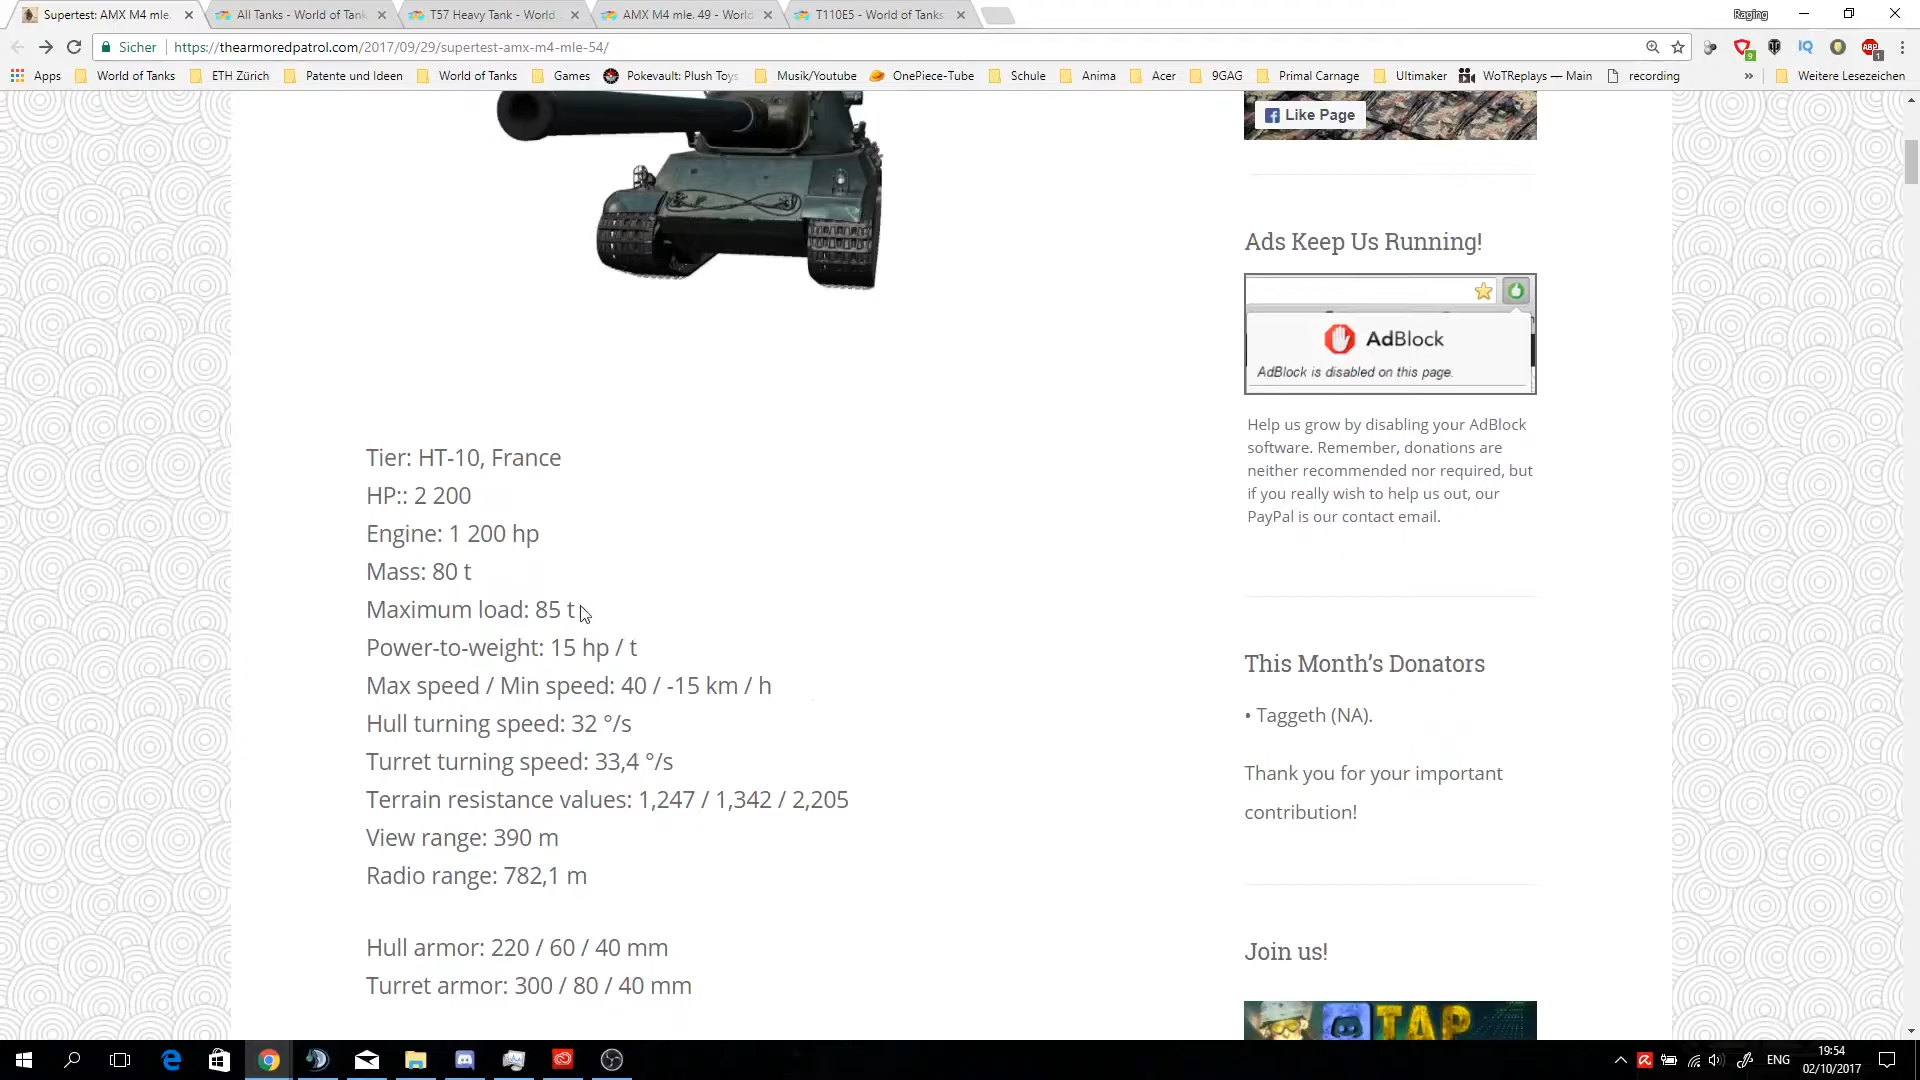 Supertest: AMX M4 mle.
All Tanks - World of Tank
T57 Heavy Tank - World
AMX M4 mle. 49 - World
T110E5 - World of Tanks
Raging
Sicher
https://thearmoredpatrol.com/2017/09/29/supertest-amx-m4-mle-54/
9
1
Apps
World of Tanks
ETH Zürich
Patente und Ideen
World of Tanks
Games
Pokevault: Plush Toys
Musik/Youtube
OnePiece-Tube
Schule
Anima
Acer
9GAG
Primal Carnage
Ultimaker
WoTReplays — Main
recording
»
Weitere Lesezeichen
Like Page
Ads Keep Us Running!
AdBlock
AdBlock is disabled on this page.
Help us grow by disabling your AdBlock
software. Remember, donations are
neither recommended nor required, but
if you really wish to help us out, our
PayPal is our contact email.
Tier: HT-10, France
HP:: 2 200
Engine: 1 200 hp
Mass: 80 t
Maximum load: 85 t
Power-to-weight: 15 hp / t
Max speed / Min speed: 40 / -15 km / h
Hull turning speed: 32 °/s
Turret turning speed: 33,4 °/s
Terrain resistance values: 1,247 / 1,342 / 2,205
View range: 390 m
Radio range: 782,1 m
Hull armor: 220 / 60 / 40 mm
Turret armor: 300 / 80 / 40 mm
This Month’s Donators
• Taggeth (NA).
Thank you for your important
contribution!
Join us!
TAP
ENG
19:54
02/10/2017